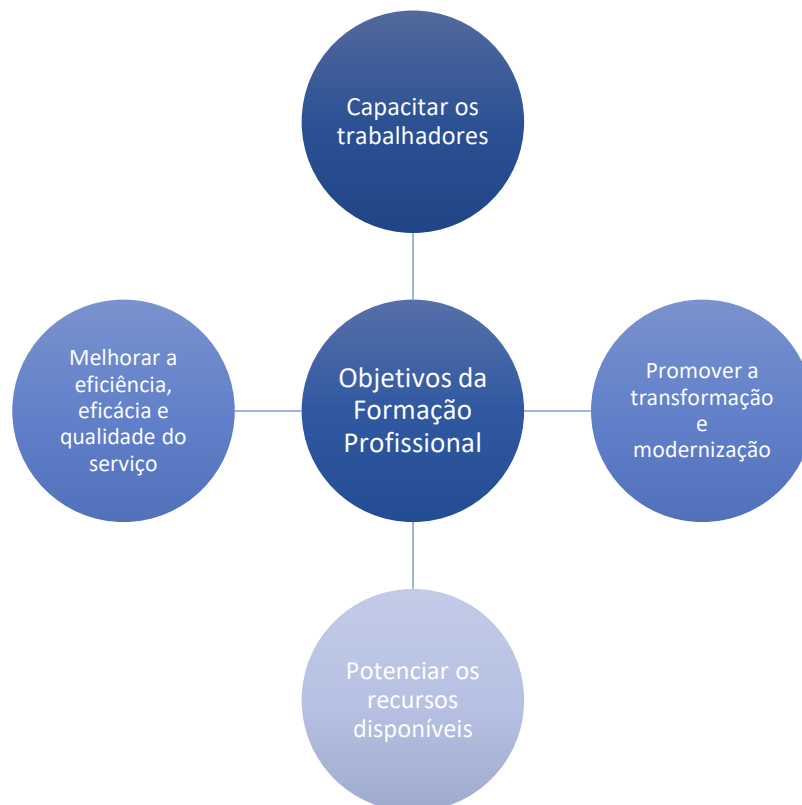 Capacitar os
trabalhadores
Melhorar a
eficiência,
eficácia e
qualidade do
serviço
Objetivos da
Formação
Profissional
Promover a
transformação
e
modernização
Potenciar os
recursos
disponíveis